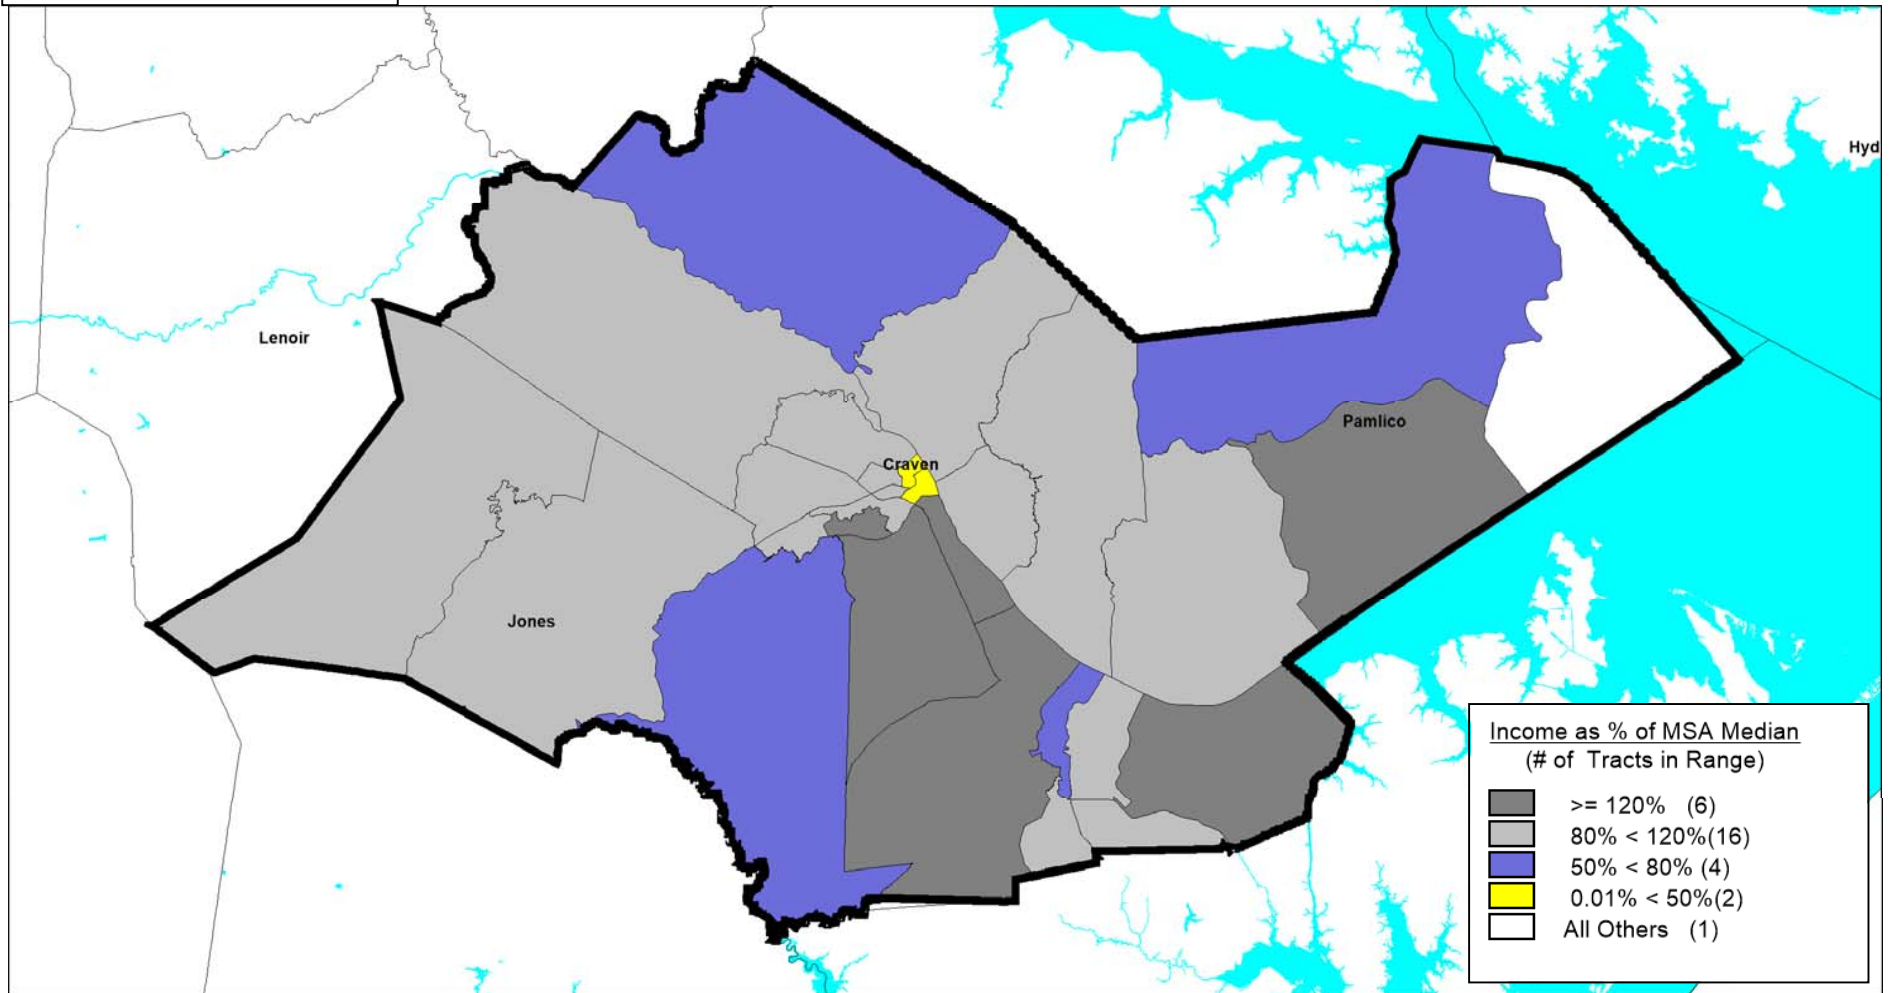 Hyd
Lenoir
Pamlico
Craven
Jones
Income as % of MSA Median
(# of Tracts in Range)
>= 120% (6)
80% < 120%(16)
50% < 80% (4)
0.01% < 50%(2)
All Others (1)